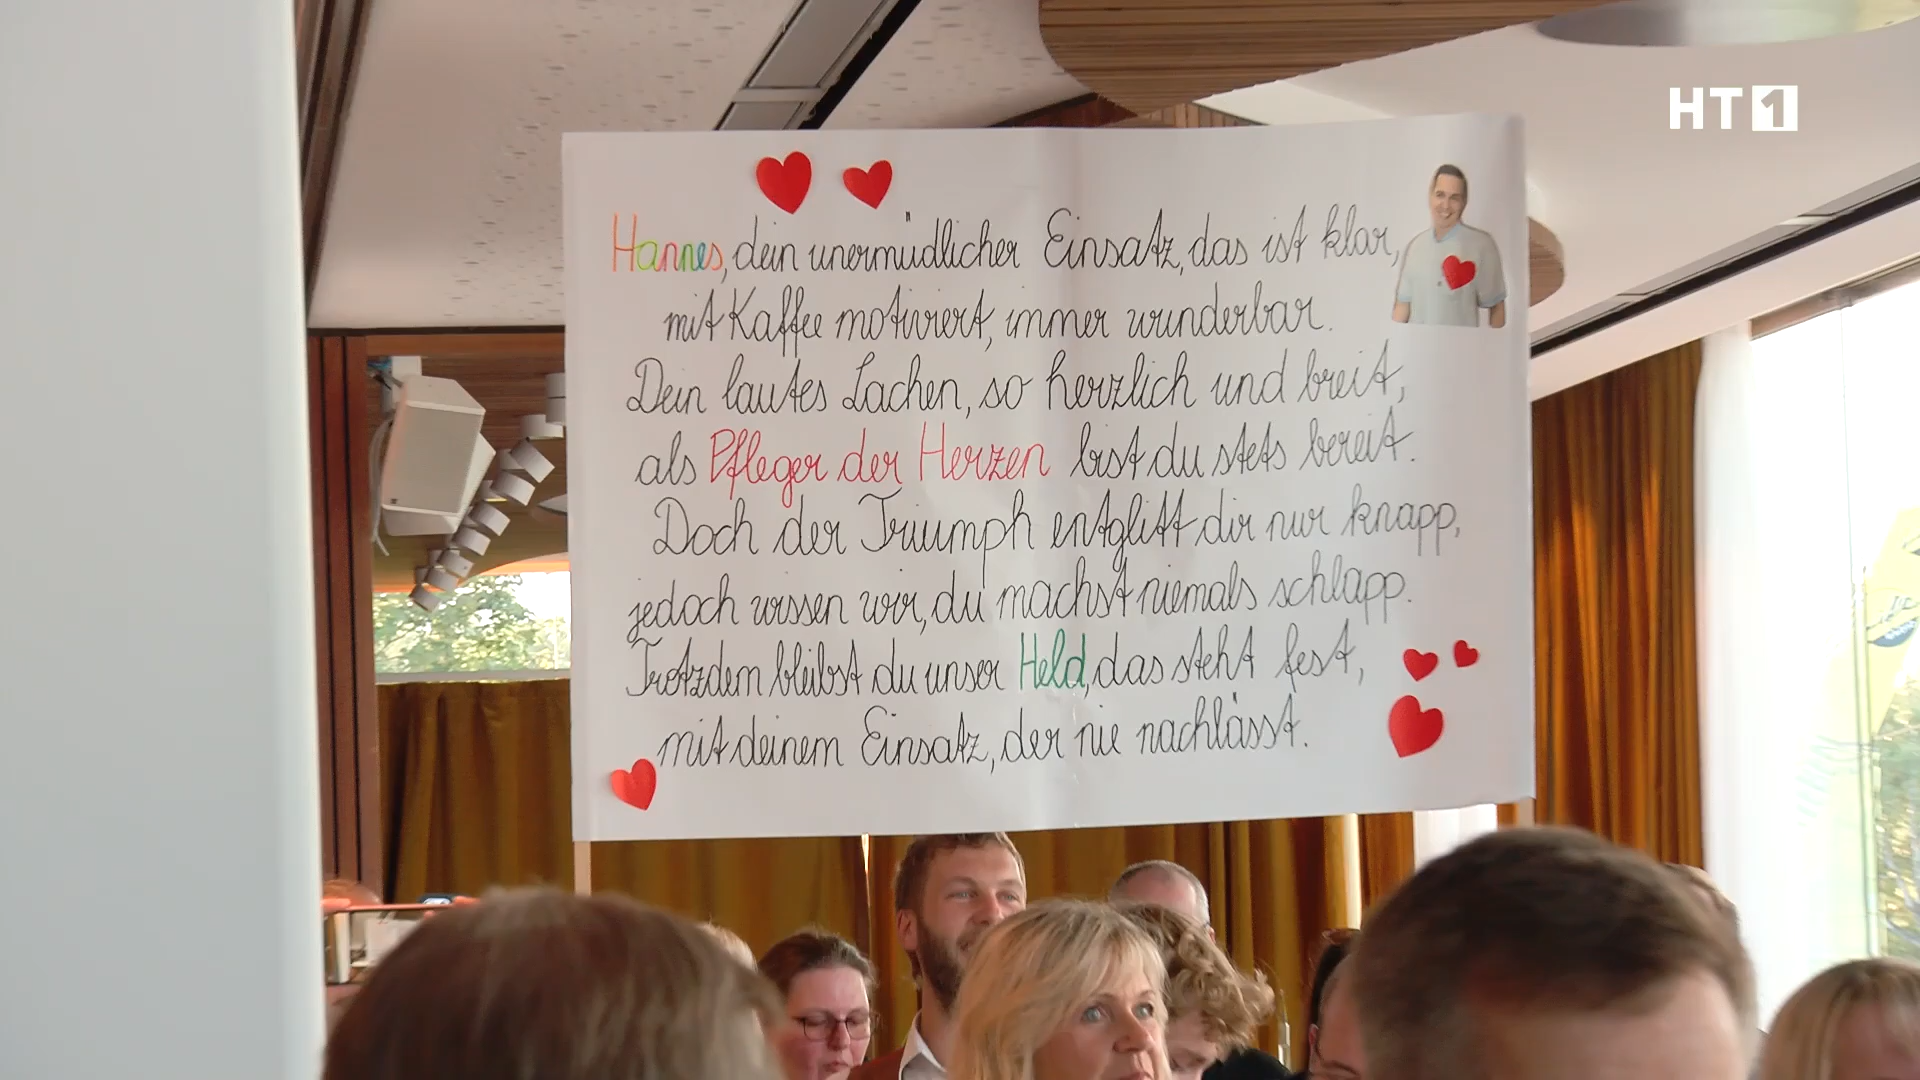 HT1
Hannes, dein unermüdlicher Einsatz, das ist klar,
mit Kaffee motiviert, immer wunderbar.
Dein lautes Lachen, so herzlich und breit,
als Pfleger der Herzen bist du stets bereit.
Doch der Triumph entglitt dir nur knapp,
jedoch wissen wir, du machst niemals schlapp.
Trotzdem bleibst du unser Held, das steht fest,
mit deinem Einsatz, der nie nachlässt.